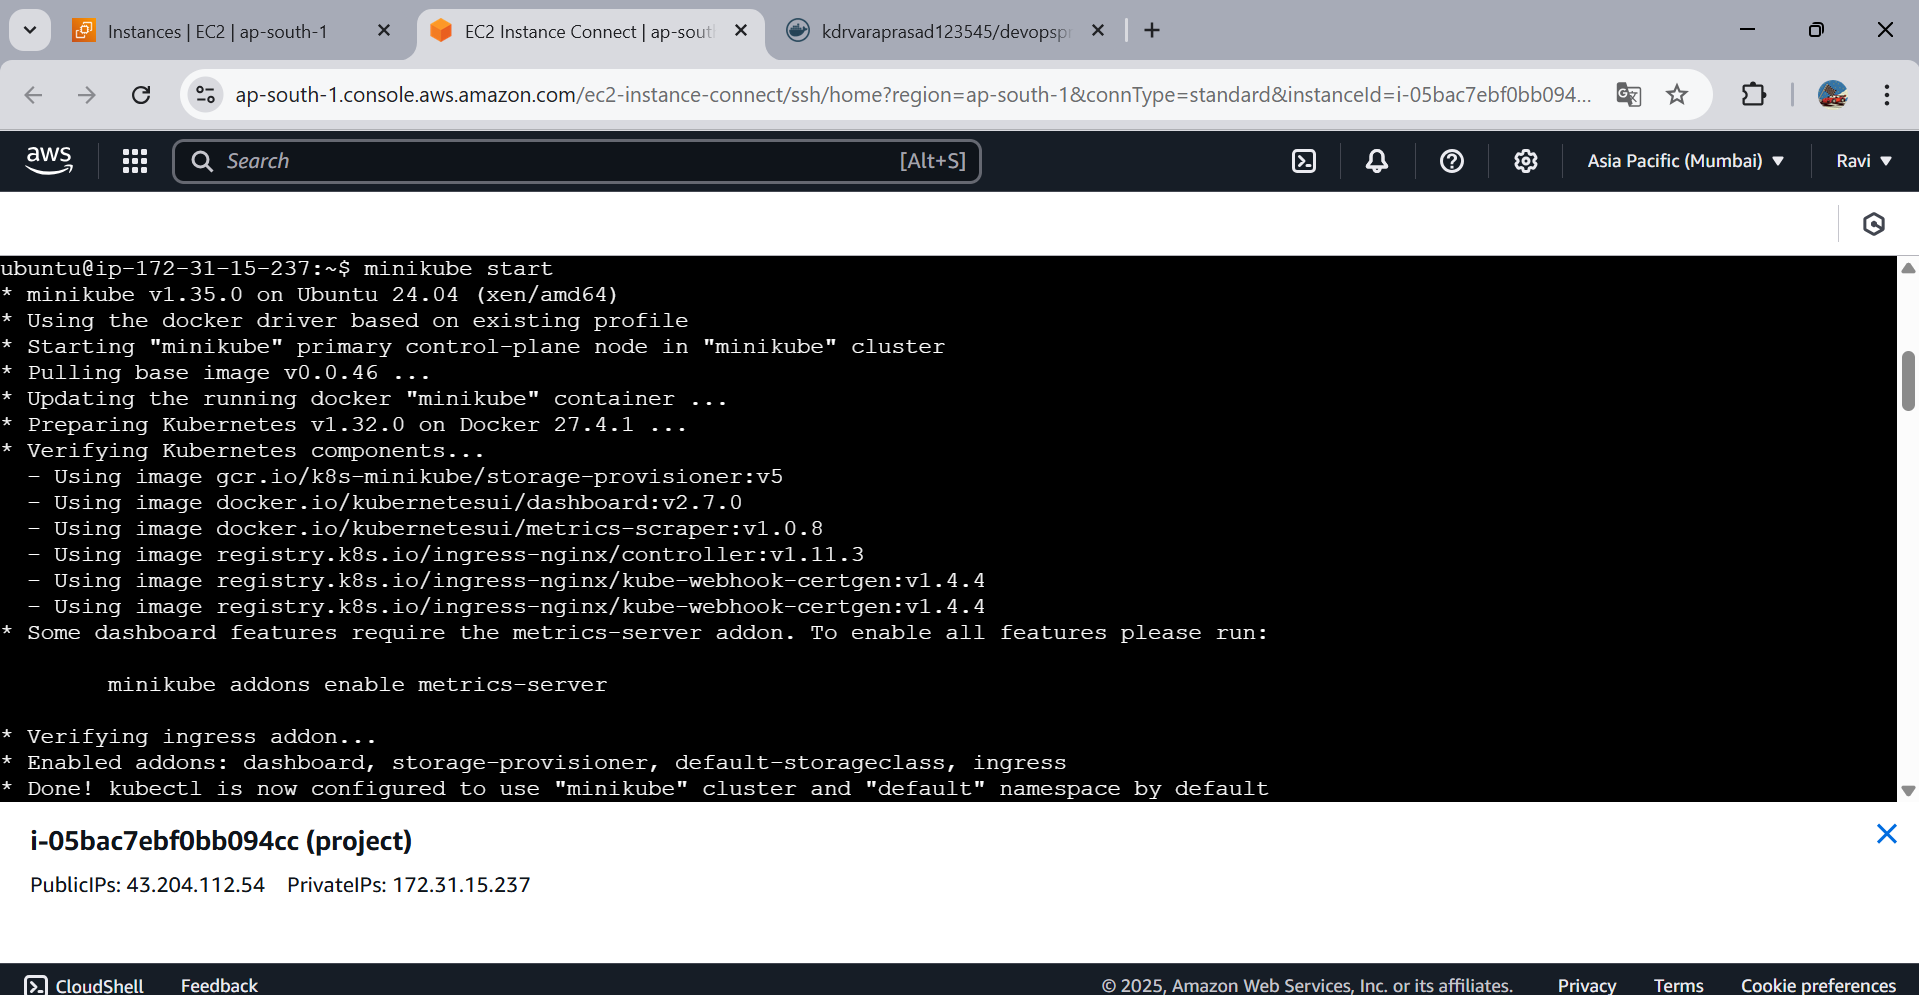 Instances | EC2 | ap-south-1
EC2 Instance Connect | ap-sout
kdrvaraprasad123545/devopsp
ap-south-1.console.aws.amazon.com/ec2-instance-connect/ssh/home?region=ap-south-1&connType=standard&instanceId=i-05bac7ebf0bb094...
aws
Search
[Alt+S]
Asia Pacific (Mumbai)
Ravi
ubuntu@ip-172-31-15-237:~$ minikube start
* minikube v1.35.0 on Ubuntu 24.04 (xen/amd64)
* Using the docker driver based on existing profile
* Starting "minikube" primary control-plane node in "minikube" cluster
* Pulling base image v0.0.46 ...
* Updating the running docker "minikube" container ...
* Preparing Kubernetes v1.32.0 on Docker 27.4.1 ...
* Verifying Kubernetes components...
- Using image gcr.io/k8s-minikube/storage-provisioner:v5
- Using image docker.io/kubernetesui/dashboard:v2.7.0
- Using image docker.io/kubernetesui/metrics-scraper:v1.0.8
- Using image registry.k8s.io/ingress-nginx/controller:v1.11.3
- Using image registry.k8s.io/ingress-nginx/kube-webhook-certgen:v1.4.4
- Using image registry.k8s.io/ingress-nginx/kube-webhook-certgen:v1.4.4
* Some dashboard features require the metrics-server addon. To enable all features please run:
minikube addons enable metrics-server
* Verifying ingress addon...
* Enabled addons: dashboard, storage-provisioner, default-storageclass, ingress
* Done! kubectl is now configured to use "minikube" cluster and "default" namespace by default
i-05bac7ebf0bb094cc (project)
PublicIPs: 43.204.112.54 PrivateIPs: 172.31.15.237
CloudShell
Feedback
© 2025, Amazon Web Services, Inc. or its affiliates.
Privacy
Terms
Cookie preferences